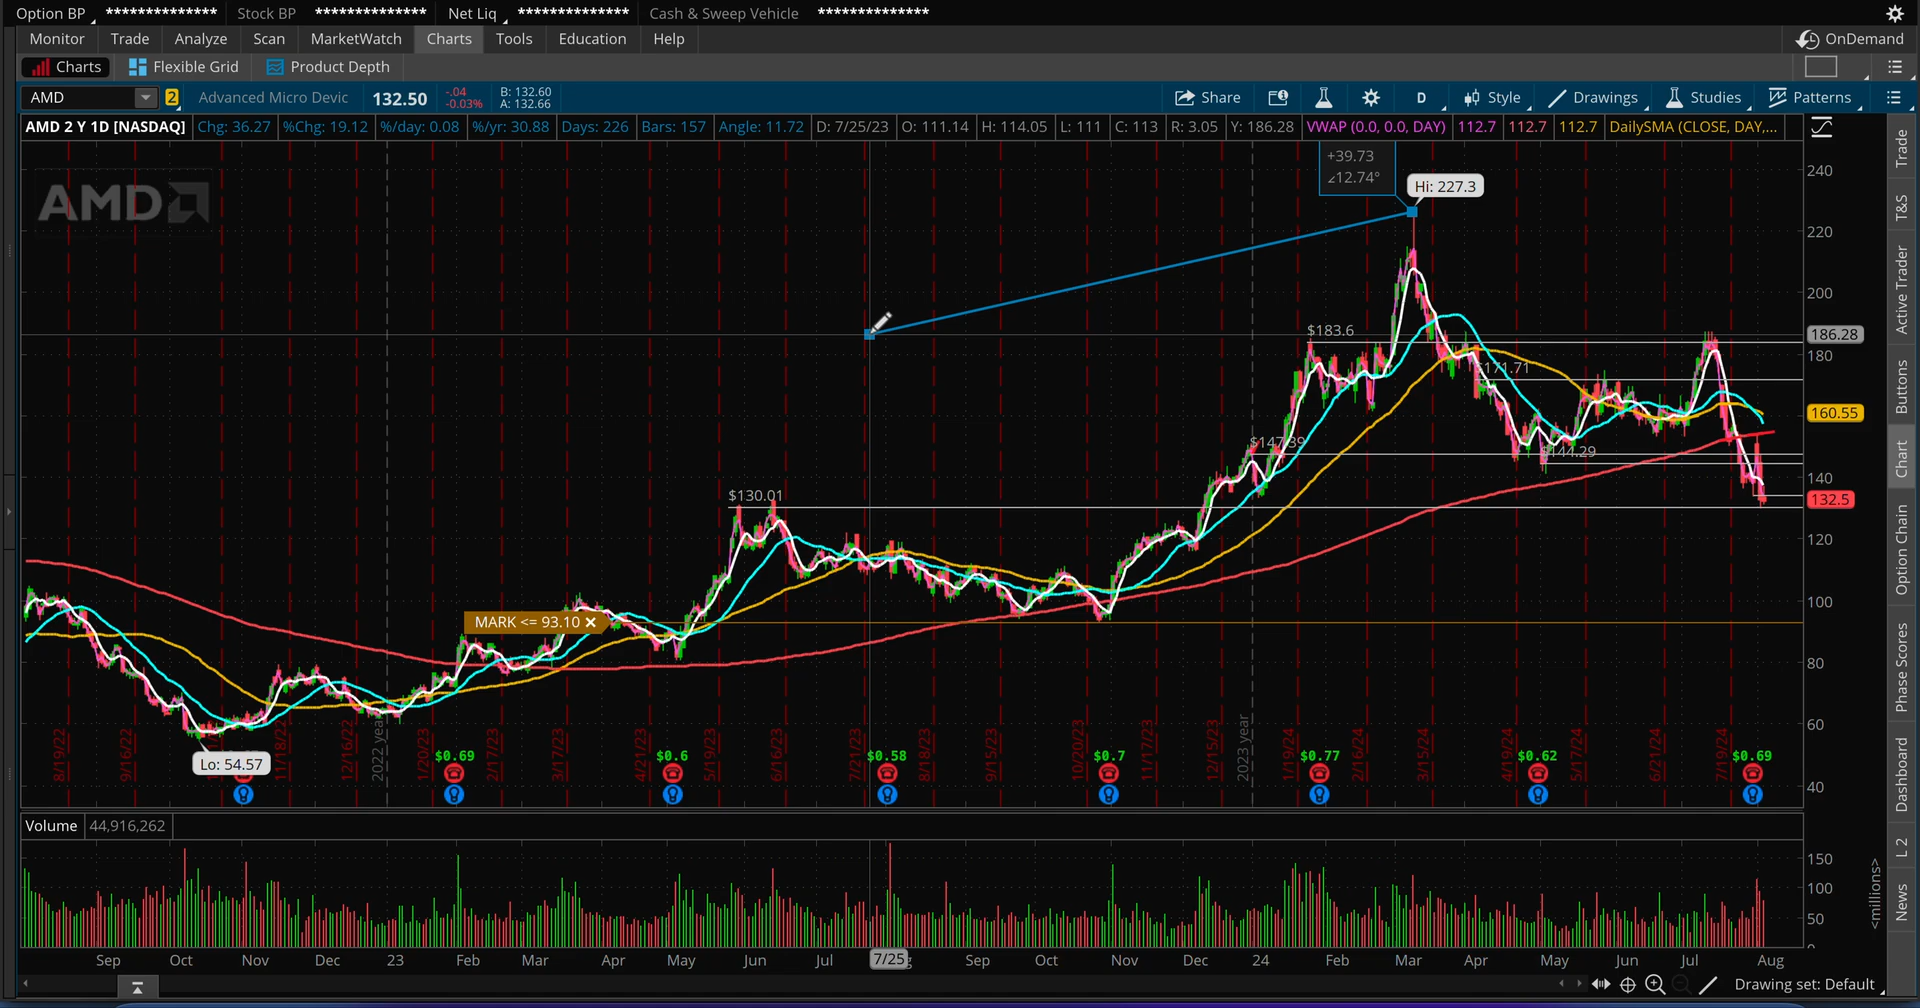 Option BP ************** Stock BP ************** Net Liq ************** Cash & Sweep Vehicle **************
Monitor Trade Analyze Scan MarketWatch Charts Tools Education Help OnDemand
Charts Flexible Grid Product Depth
AMD 2 Advanced Micro Devic 132.50 -.04 -0.03% B: 132.60 A: 132.66 Share D Style Drawings Studies Patterns
AMD 2 Y 1D [NASDAQ] Chg: 36.27 %Chg: 19.12 %/day: 0.08 %/yr: 30.88 Days: 226 Bars: 157 Angle: 11.72 D: 7/25/23 O: 111.14 H: 114.05 L: 111 C: 113 R: 3.05 Y: 186.28 VWAP (0.0, 0.0, DAY) 112.7 112.7 112.7 DailySMA (CLOSE, DAY,...
+39.73
∠12.74°
Hi: 227.3
AMD
240
220
200
186.28
180
160.55
140
132.5
120
100
80
60
40
$183.6
$171.71
$147.39
$144.29
$130.01
MARK <= 93.10 ×
Lo: 54.57
8/19/22 9/16/22 11/18/22 12/16/22 2022 year 1/20/23 2/17/23 3/17/23 4/21/23 5/19/23 6/16/23 7/21/23 8/18/23 9/15/23 10/20/23 11/17/23 12/15/23 2023 year 1/19/24 2/16/24 3/15/24 4/19/24 5/17/24 6/21/24 7/19/24
$0.69 $0.6 $0.58 $0.7 $0.77 $0.62 $0.69
Volume 44,916,262
150
100
50
<millions>
Sep Oct Nov Dec 23 Feb Mar Apr May Jun Jul 7/25 Sep Oct Nov Dec 24 Feb Mar Apr May Jun Jul Aug
Drawing set: Default
Trade
T&S
Active Trader
Buttons
Chart
Option Chain
Phase Scores
Dashboard
L 2
News